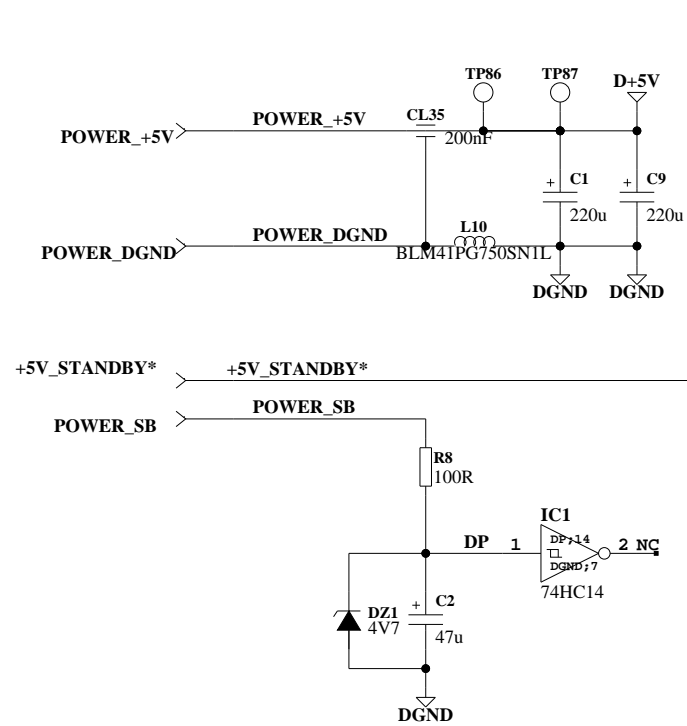 TP86 TP87 D+5V
POWER_+5V POWER_+5V CL35
200nF
+ C1 + C9
220u 220u
POWER_DGND POWER_DGND L10
BLM41PG750SN1L
DGND DGND
+5V_STANDBY* +5V_STANDBY*
POWER_SB POWER_SB
R8
100R
IC1
DP 1 DP;14 2 NC
DGND;7
74HC14
DZ1 + C2
4V7 47u
DGND